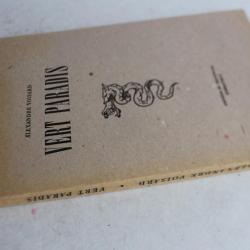 ALEXANDRE VOISARD
VERT PARADIS
ALEXANDRE VOISARD • VERT PARADIS